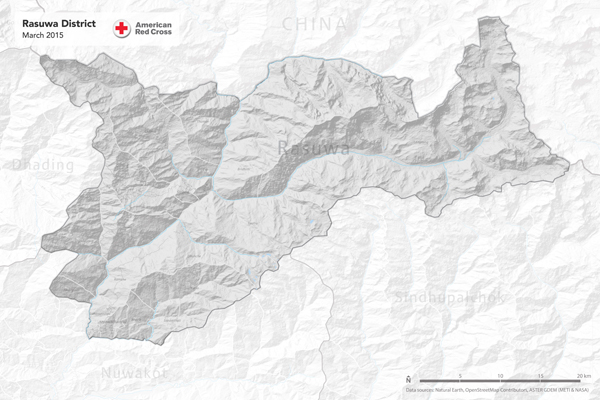 Rasuwa District
March 2015
American
Red Cross
CHINA
Rasuwa
Dhading
Sindhupalchok
Nuwakot
N
5
10
15
20 km
Data sources: Natural Earth, OpenStreetMap Contributors, ASTER GDEM (METI & NASA)